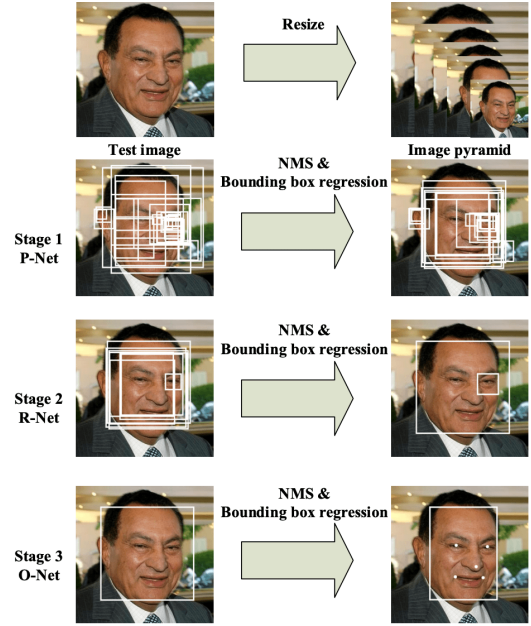 Resize
Test image
Image pyramid
NMS &
Bounding box regression
Stage 1
P-Net
NMS &
Bounding box regression
Stage 2
R-Net
NMS &
Bounding box regression
Stage 3
O-Net